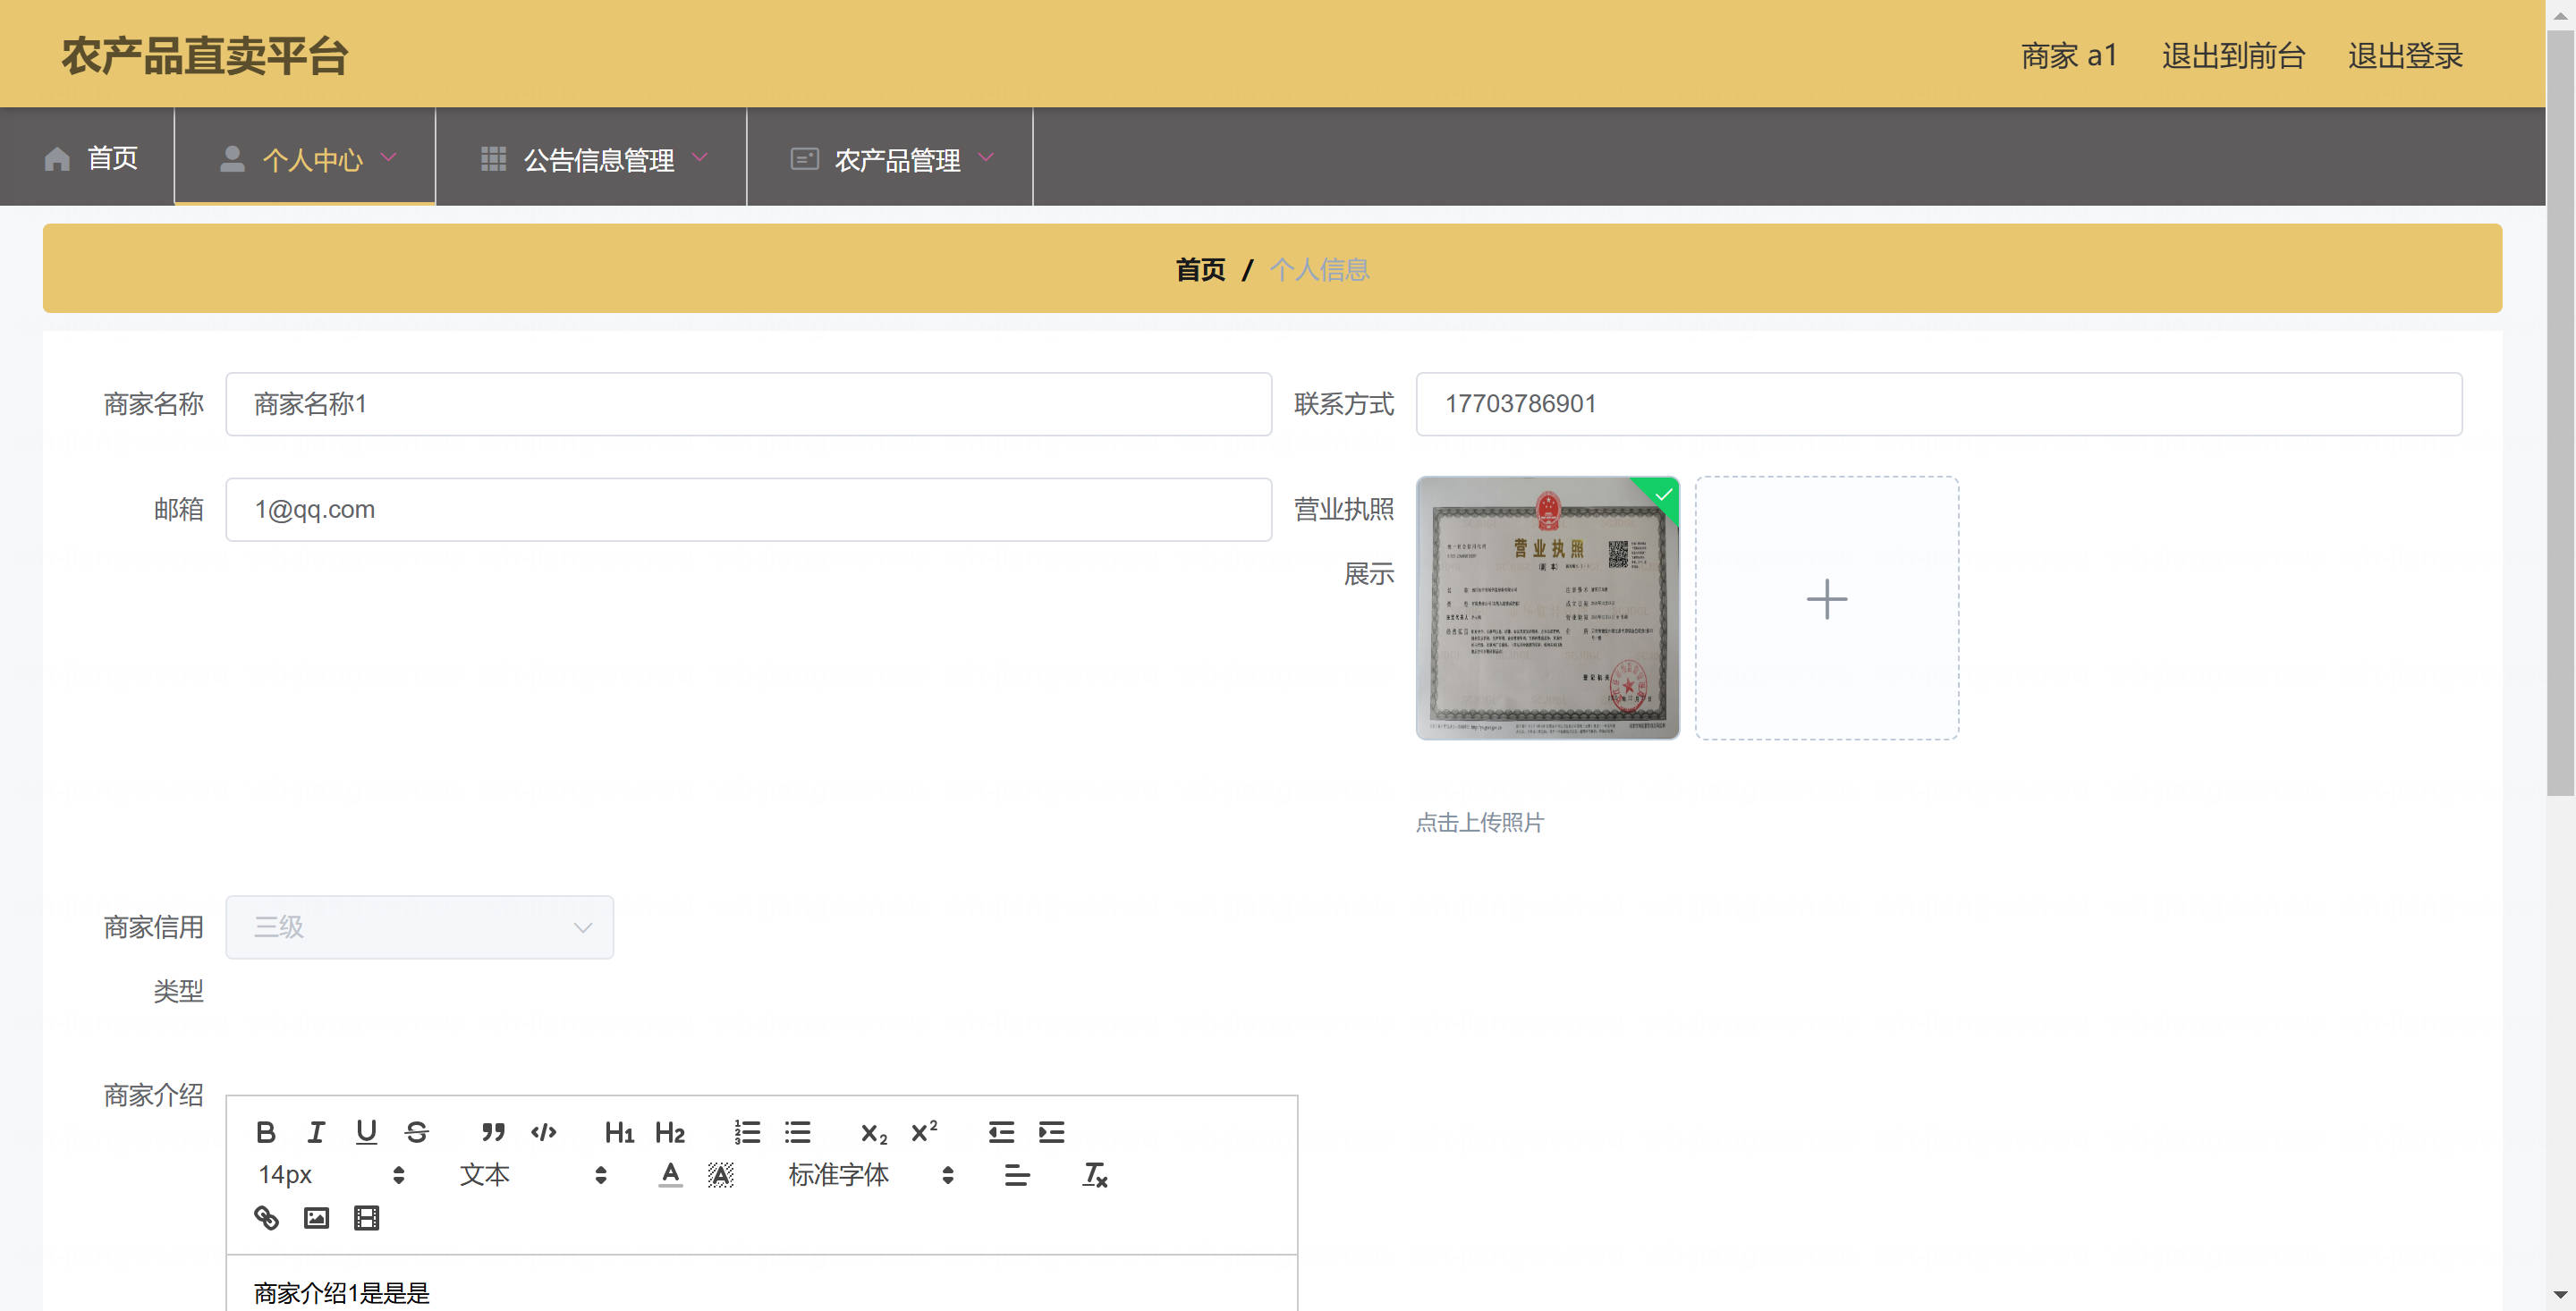 农产品直卖平台
商家 a1 退出到前台 退出登录
首页 个人中心 公告信息管理 农产品管理
首页 / 个人信息
商家名称 商家名称1 联系方式 17703786901
邮箱 1@qq.com 营业执照
展示
营业执照
点击上传照片
商家信用 三级
类型
商家介绍
B I U S H1 H2 x₂ x²
14px 文本 A A 标准字体 Tx
商家介绍1是是是